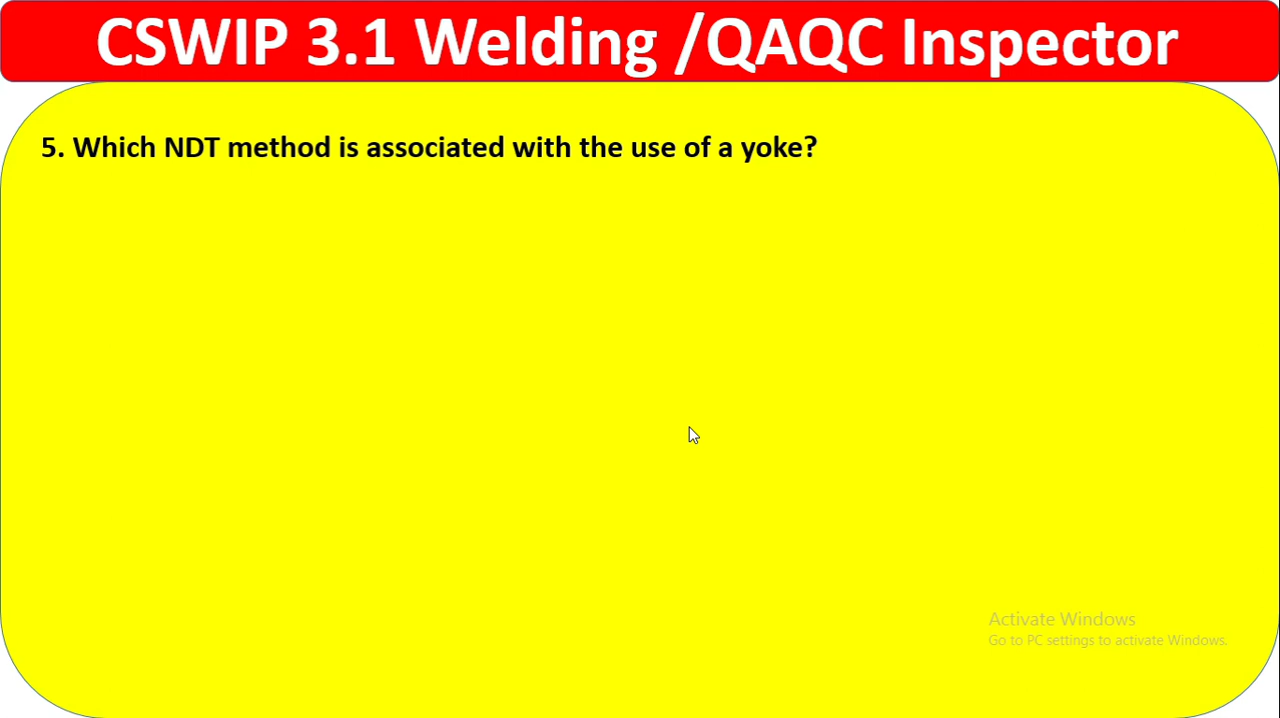 CSWIP 3.1 Welding /QAQC Inspector
5. Which NDT method is associated with the use of a yoke?
Activate Windows
Go to PC settings to activate Windows.